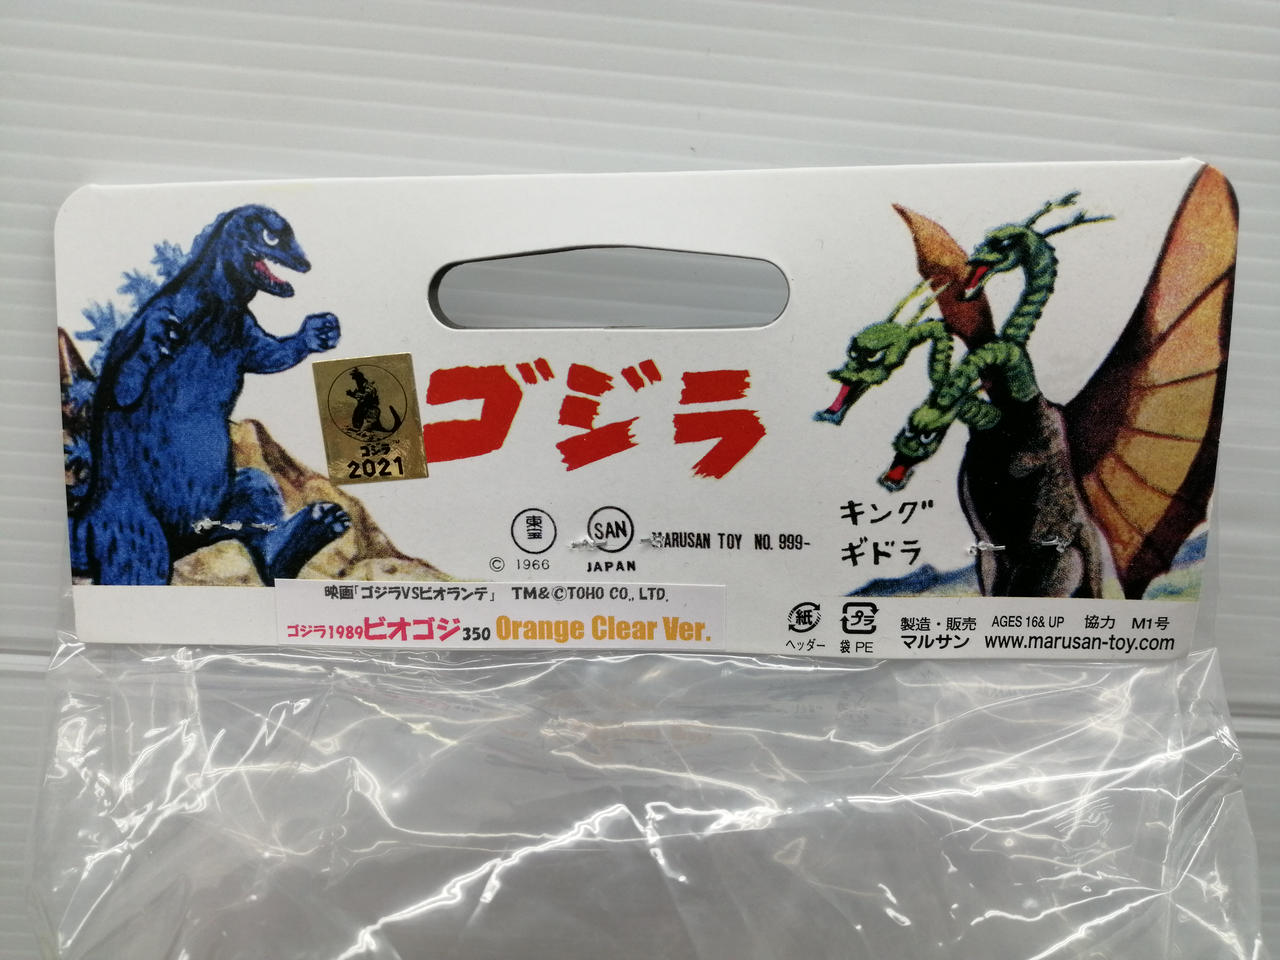 ゴジラ
ゴジラ™
2021
東宝
© 1966
SAN
JAPAN
MARUSAN TOY NO. 999-
キング
ギドラ
映画「ゴジラVSビオランテ」 TM&©TOHO CO., LTD.
ゴジラ1989ビオゴジ350 Orange Clear Ver.
紙
ヘッダー
プラ
袋 PE
製造・販売 AGES 16& UP 協力 M1号
マルサン www.marusan-toy.com